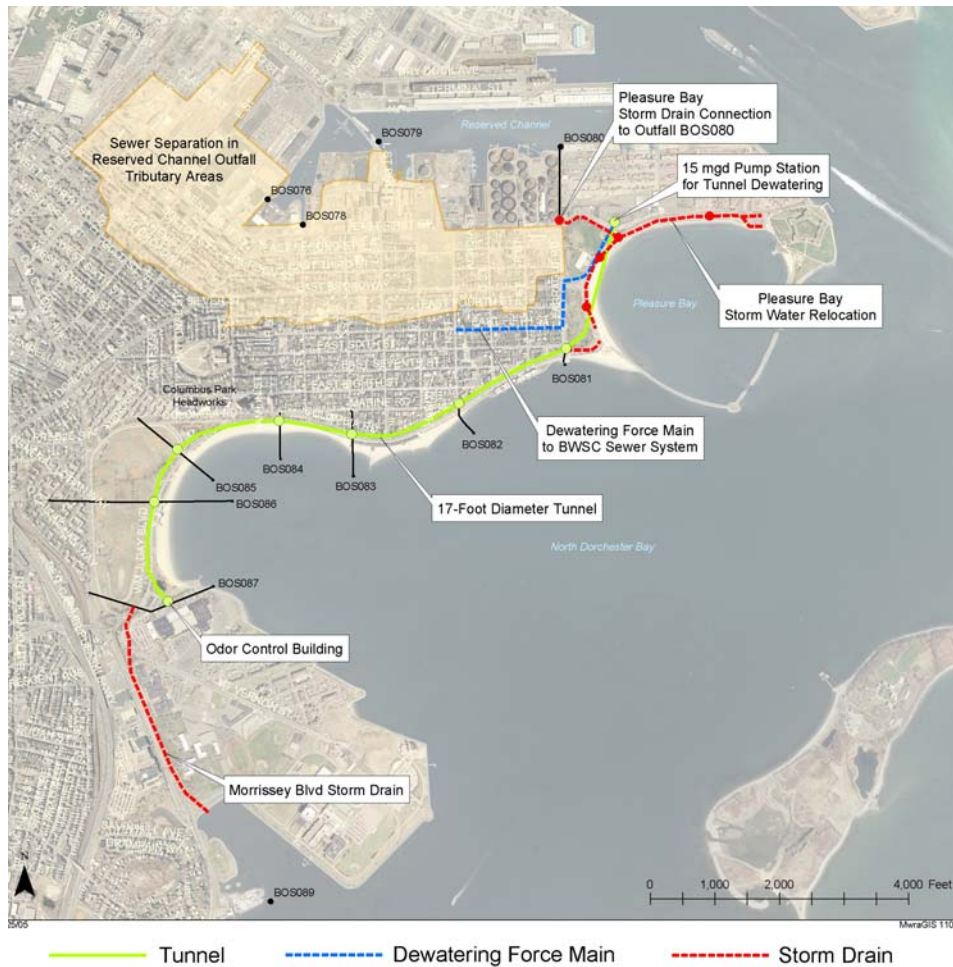 TERMINAL ST
Reserved Channel
Pleasure Bay
Storm Drain Connection
to Outfall BOS080
15 mgd Pump Station
for Tunnel Dewatering
Sewer Separation in
Reserved Channel Outfall
Tributary Areas
BOS079
BOS080
BOS076
BOS078
Pleasure Bay
Pleasure Bay
Storm Water Relocation
BOS081
Columbus Park
Headworks
Dewatering Force Main
to BWSC Sewer System
BOS082
BOS084
BOS083
BOS085
BOS086
17-Foot Diameter Tunnel
North Dorchester Bay
BOS087
Odor Control Building
Morrissey Blvd Storm Drain
BOS089
N
0 1,000 2,000 4,000 Feet
MwraGIS 110
Tunnel
Dewatering Force Main
Storm Drain